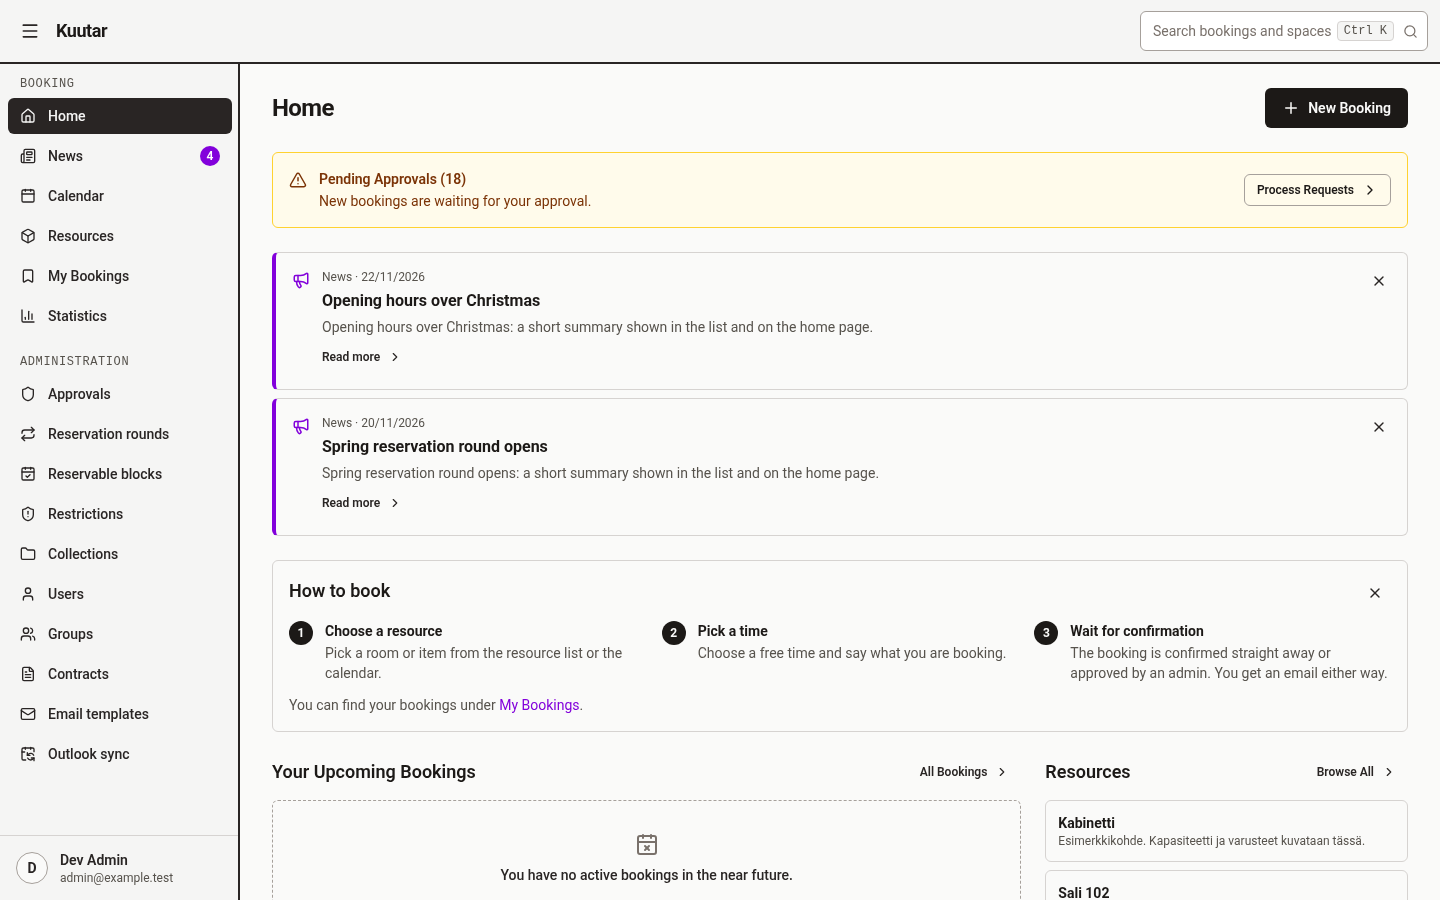 Kuutar
Search bookings and spaces
Ctrl K
BOOKING
Home
News
4
Calendar
Resources
My Bookings
Statistics
ADMINISTRATION
Approvals
Reservation rounds
Reservable blocks
Restrictions
Collections
Users
Groups
Contracts
Email templates
Outlook sync
D
Dev Admin
admin@example.test
Home
New Booking
Pending Approvals (18)
New bookings are waiting for your approval.
Process Requests
News · 22/11/2026
Opening hours over Christmas
Opening hours over Christmas: a short summary shown in the list and on the home page.
Read more
News · 20/11/2026
Spring reservation round opens
Spring reservation round opens: a short summary shown in the list and on the home page.
Read more
How to book
1
Choose a resource
Pick a room or item from the resource list or the
calendar.
2
Pick a time
Choose a free time and say what you are booking.
3
Wait for confirmation
The booking is confirmed straight away or
approved by an admin. You get an email either way.
You can find your bookings under My Bookings.
Your Upcoming Bookings
All Bookings
You have no active bookings in the near future.
Resources
Browse All
Kabinetti
Esimerkkikohde. Kapasiteetti ja varusteet kuvataan tässä.
Sali 102